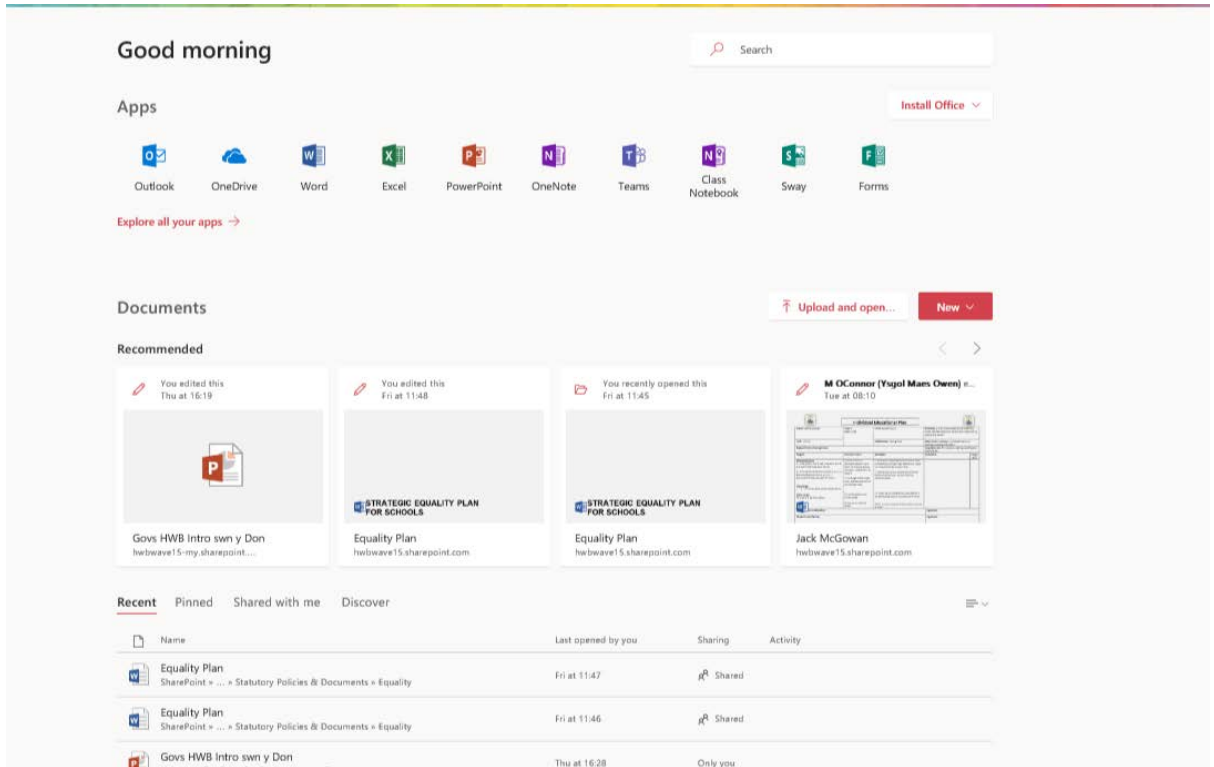 Good morning
Search
Apps
Install Office
Outlook
OneDrive
Word
Excel
PowerPoint
OneNote
Teams
Class
Notebook
Sway
Forms
Explore all your apps →
Documents
Upload and open...
New
Recommended
You edited this
Thu at 16:19
You edited this
Fri at 11:48
You recently opened this
Fri at 11:45
M OConnor (Ysgol Maes Owen) e...
Tue at 08:10
STRATEGIC EQUALITY PLAN
FOR SCHOOLS
STRATEGIC EQUALITY PLAN
FOR SCHOOLS
Individual Educational Plan
Govs HWB Intro swn y Don
hwbwave15-my.sharepoint....
Equality Plan
hwbwave15.sharepoint.com
Equality Plan
hwbwave15.sharepoint.com
Jack McGowan
hwbwave15.sharepoint.com
Recent Pinned Shared with me Discover
Name Last opened by you Sharing Activity
Equality Plan
SharePoint » ... » Statutory Policies & Documents » Equality
Fri at 11:47 Shared
Equality Plan
SharePoint » ... » Statutory Policies & Documents » Equality
Fri at 11:46 Shared
Govs HWB Intro swn y Don
Thu at 16:28 Only you